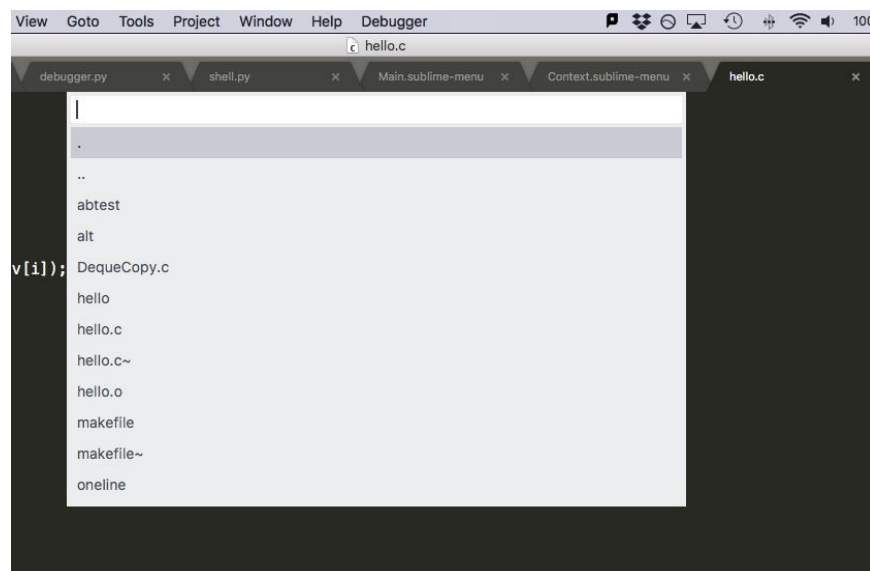 View Goto Tools Project Window Help Debugger 100
hello.c
debugger.py shell.py Main.sublime-menu Context.sublime-menu hello.c
.
..
abtest
alt
v[i]); DequeCopy.c
hello
hello.c
hello.c~
hello.o
makefile
makefile~
oneline